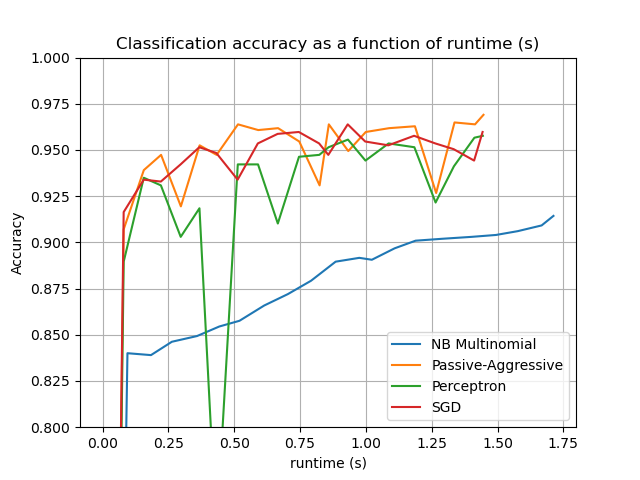 Classification accuracy as a function of runtime (s)
1.000
0.975
0.950
0.925
0.900
0.875
0.850
0.825
0.800
Accuracy
NB Multinomial
Passive-Aggressive
Perceptron
SGD
0.00 0.25 0.50 0.75 1.00 1.25 1.50 1.75
runtime (s)